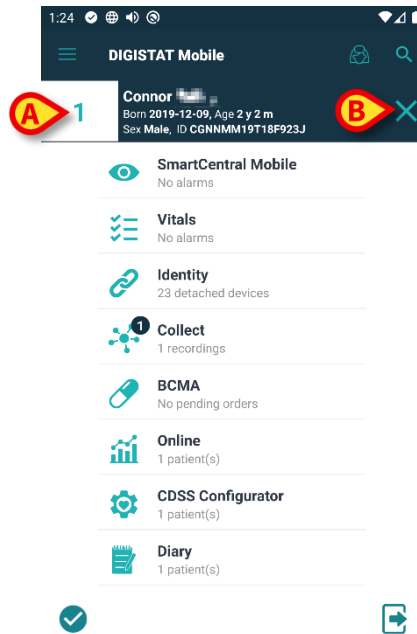 1:24
DIGISTAT Mobile
A
1
Connor
Born 2019-12-09, Age 2 y 2 m
Sex Male, ID CGNNMM19T18F923J
B
SmartCentral Mobile
No alarms
Vitals
No alarms
Identity
23 detached devices
1
Collect
1 recordings
BCMA
No pending orders
Online
1 patient(s)
CDSS Configurator
1 patient(s)
Diary
1 patient(s)